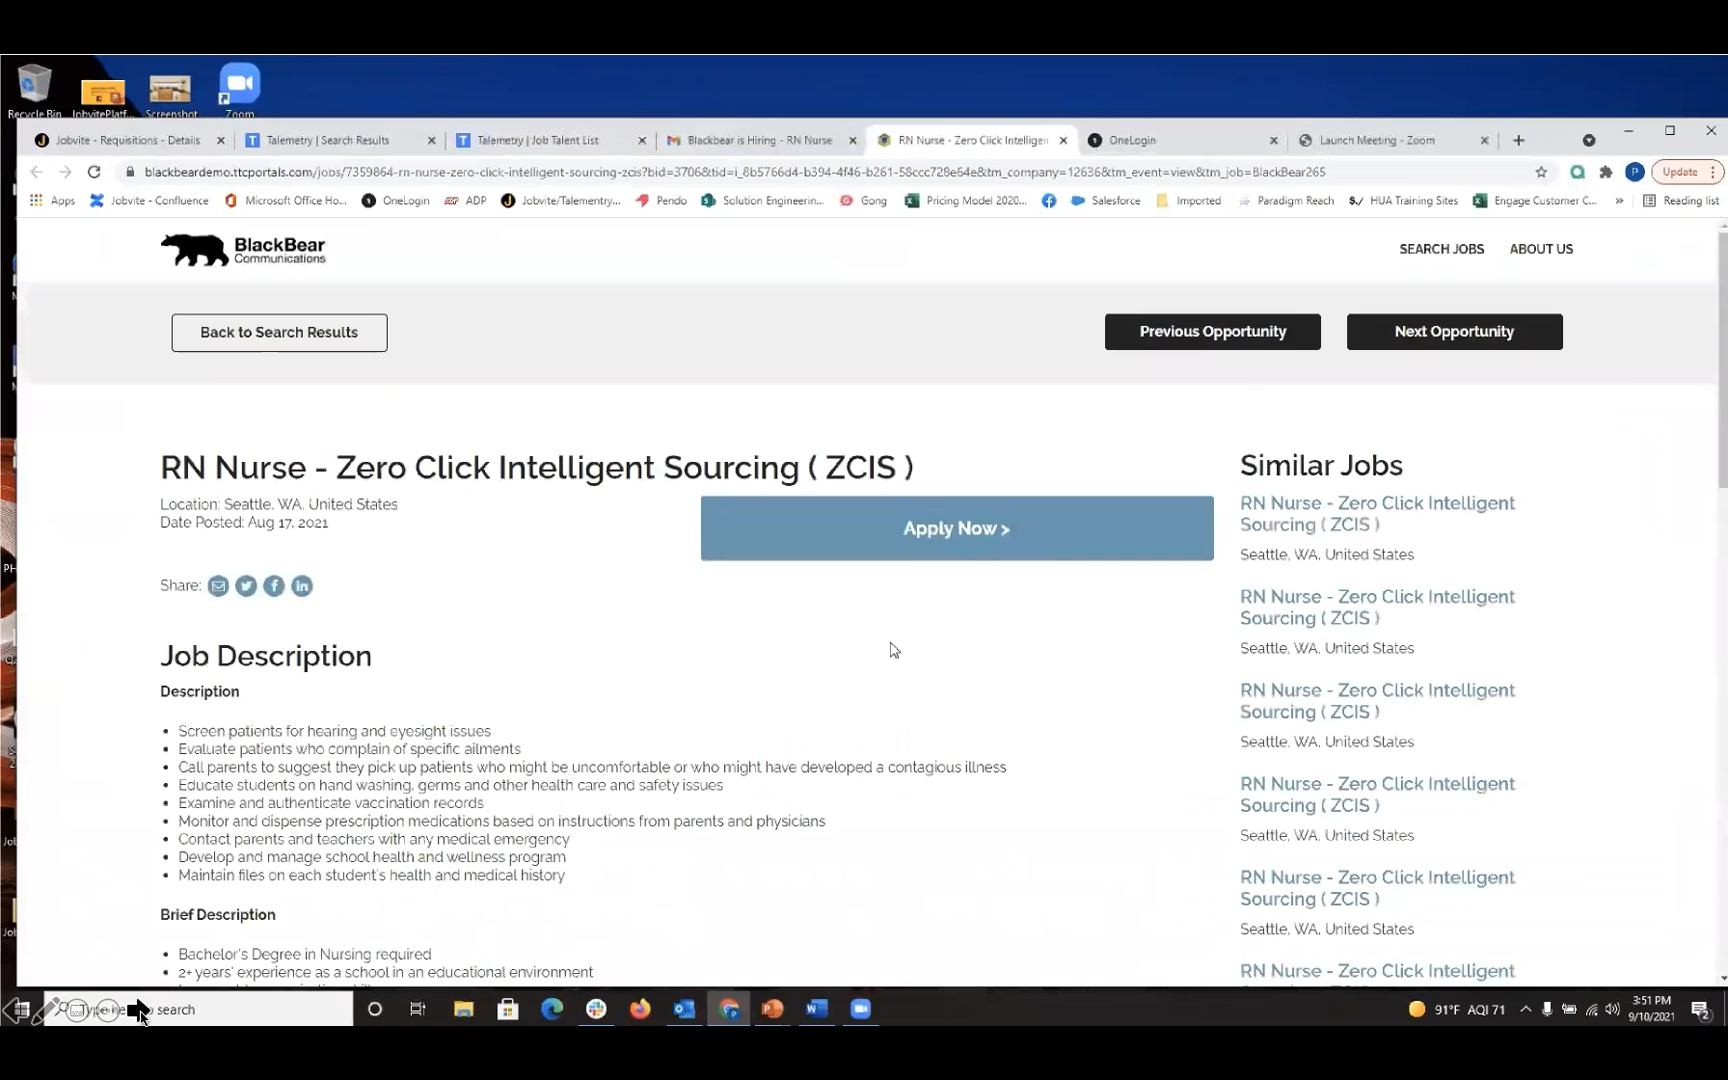 Recycle Bin
JobvitePlatf...
Screenshot
Zoom
Jobvite - Requisitions - Details
Talemetry | Search Results
Talemetry | Job Talent List
Blackbear is Hiring - RN Nurse
RN Nurse - Zero Click Intelligen
OneLogin
Launch Meeting - Zoom
blackbeardemo.ttcportals.com/jobs/7359864-rn-nurse-zero-click-intelligent-sourcing-zcis?bid=3706&tid=i_8b5766d4-b394-4f46-b261-58ccc728e64e&tm_company=12636&tm_event=view&tm_job=BlackBear265
P
Update
Apps
Jobvite - Confluence
Microsoft Office Ho...
OneLogin
ADP
Jobvite/Talementry...
Pendo
Solution Engineerin...
Gong
Pricing Model 2020...
Salesforce
Imported
Paradigm Reach
HUA Training Sites
Engage Customer C...
»
Reading list
BlackBear
Communications
SEARCH JOBS
ABOUT US
Back to Search Results
Previous Opportunity
Next Opportunity
RN Nurse - Zero Click Intelligent Sourcing ( ZCIS )
Location: Seattle, WA, United States
Date Posted: Aug 17, 2021
Apply Now >
Share:
Job Description
Description
• Screen patients for hearing and eyesight issues
• Evaluate patients who complain of specific ailments
• Call parents to suggest they pick up patients who might be uncomfortable or who might have developed a contagious illness
• Educate students on hand washing, germs and other health care and safety issues
• Examine and authenticate vaccination records
• Monitor and dispense prescription medications based on instructions from parents and physicians
• Contact parents and teachers with any medical emergency
• Develop and manage school health and wellness program
• Maintain files on each student's health and medical history
Brief Description
• Bachelor's Degree in Nursing required
• 2+ years' experience as a school in an educational environment
Similar Jobs
RN Nurse - Zero Click Intelligent
Sourcing ( ZCIS )
Seattle, WA, United States
RN Nurse - Zero Click Intelligent
Sourcing ( ZCIS )
Seattle, WA, United States
RN Nurse - Zero Click Intelligent
Sourcing ( ZCIS )
Seattle, WA, United States
RN Nurse - Zero Click Intelligent
Sourcing ( ZCIS )
Seattle, WA, United States
RN Nurse - Zero Click Intelligent
Sourcing ( ZCIS )
Seattle, WA, United States
RN Nurse - Zero Click Intelligent
search
91°F AQI 71
3:51 PM
9/10/2021
2